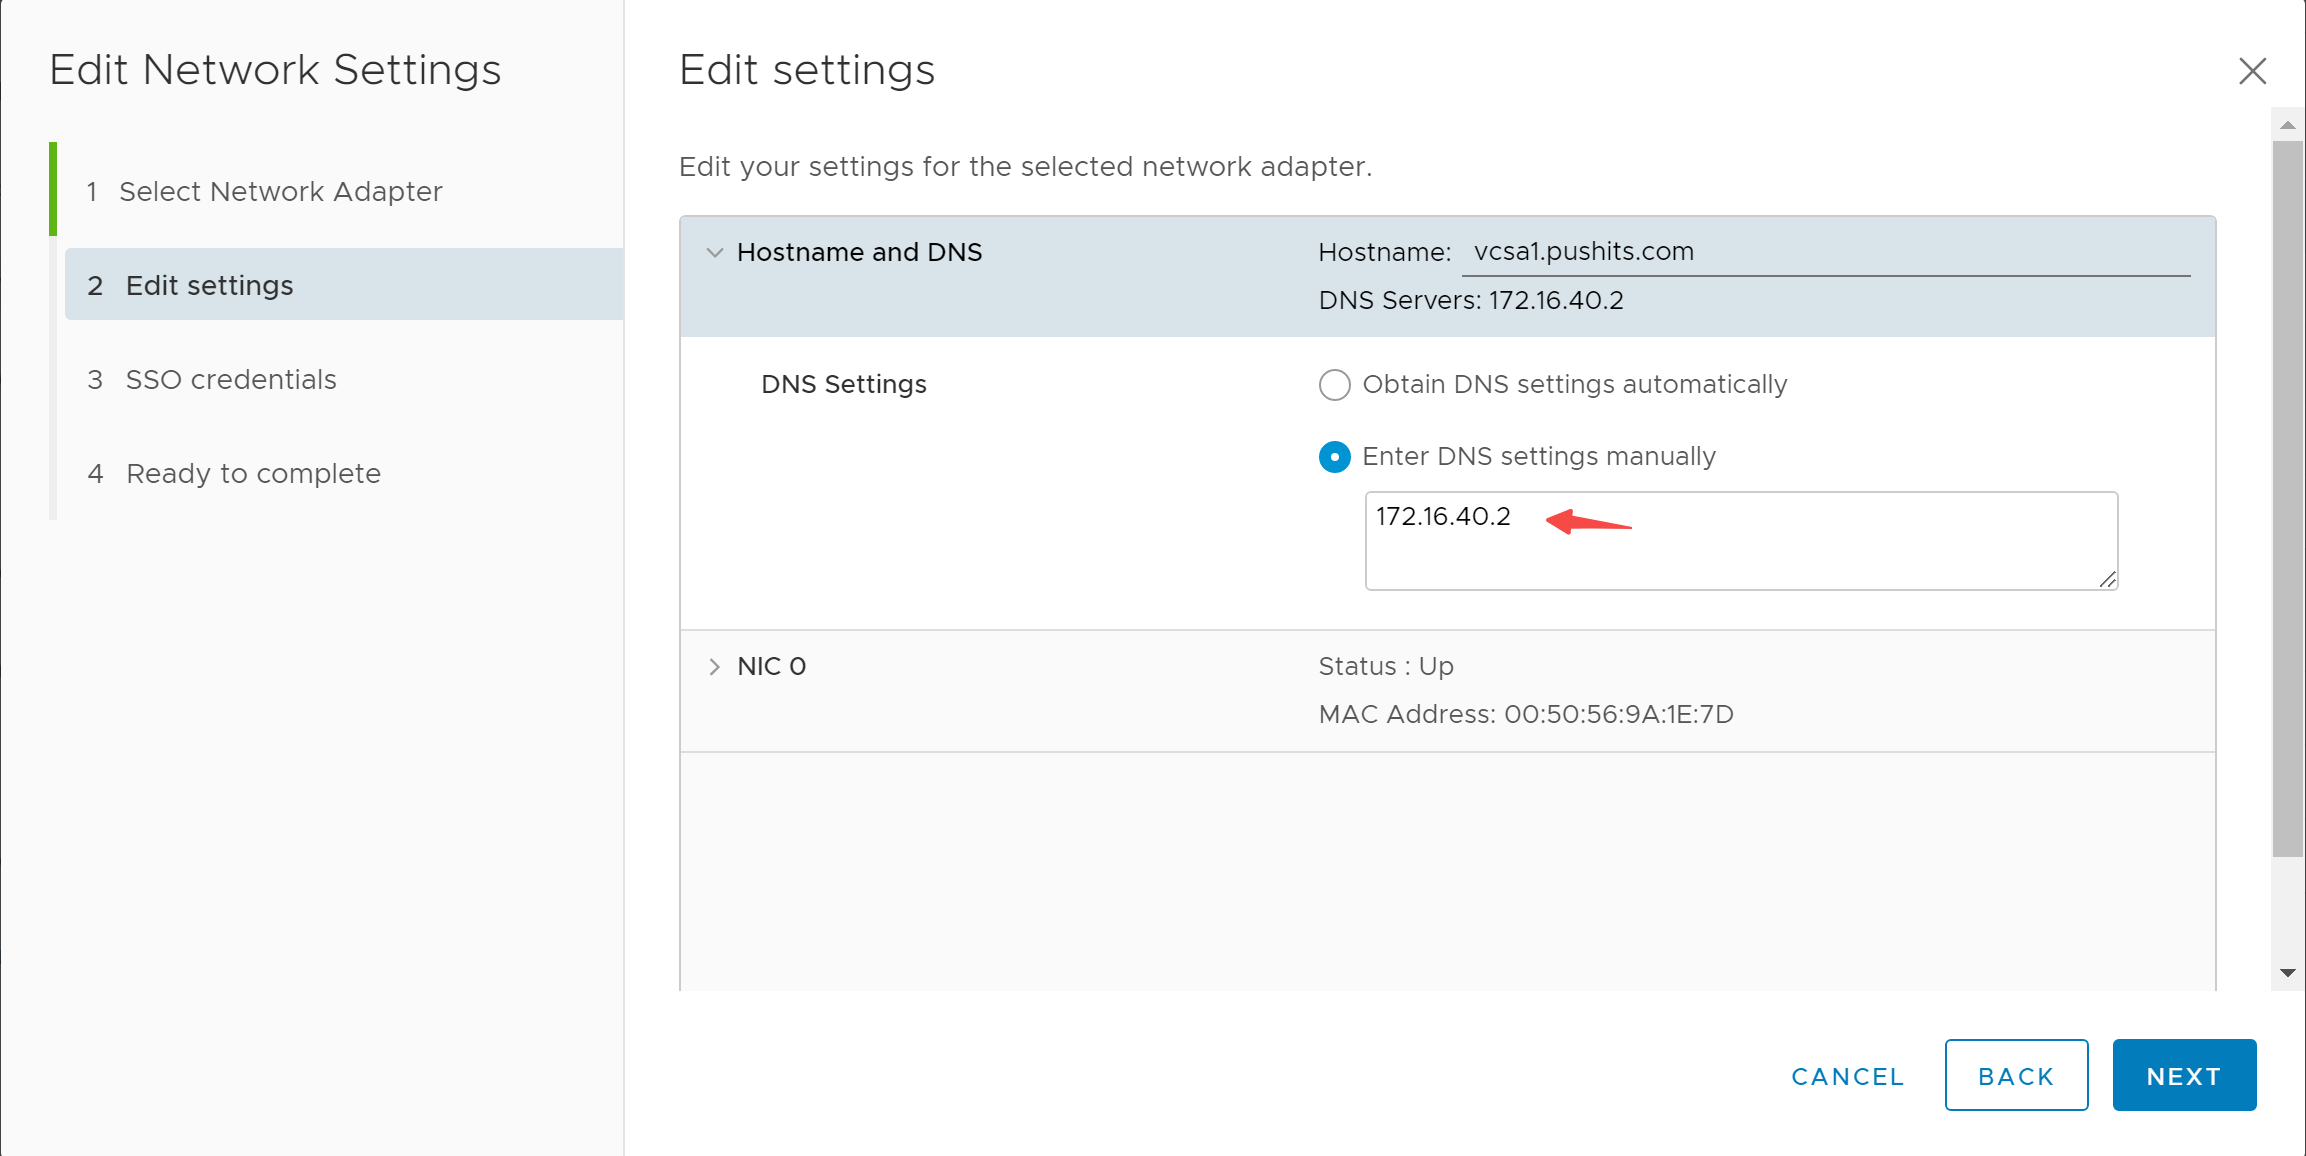 Edit Network Settings
1 Select Network Adapter
2 Edit settings
3 SSO credentials
4 Ready to complete
Edit settings
Edit your settings for the selected network adapter.
Hostname and DNS
Hostname: vcsa1.pushits.com
DNS Servers: 172.16.40.2
DNS Settings
Obtain DNS settings automatically
Enter DNS settings manually
172.16.40.2
NIC 0
Status : Up
MAC Address: 00:50:56:9A:1E:7D
CANCEL
BACK
NEXT